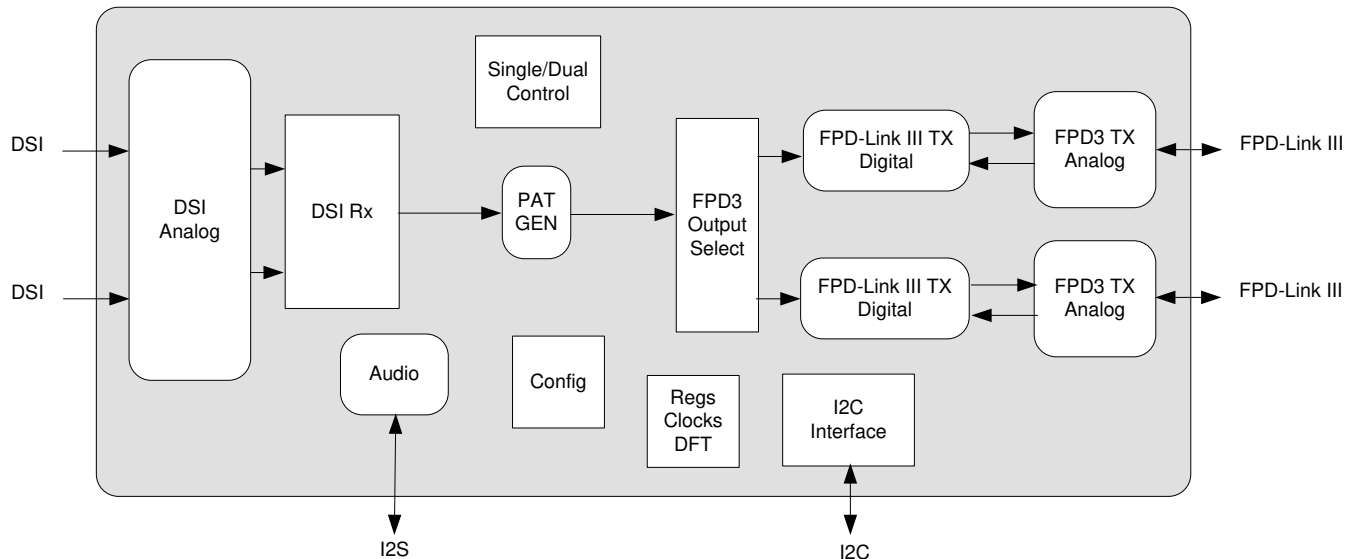 Single/Dual
Control
DSI
DSI
Analog
DSI Rx
PAT
GEN
FPD3
Output
Select
FPD-Link III TX
Digital
FPD3 TX
Analog
FPD-Link III
DSI
FPD-Link III TX
Digital
FPD3 TX
Analog
FPD-Link III
Audio
Config
Regs
Clocks
DFT
I2C
Interface
I2S
I2C